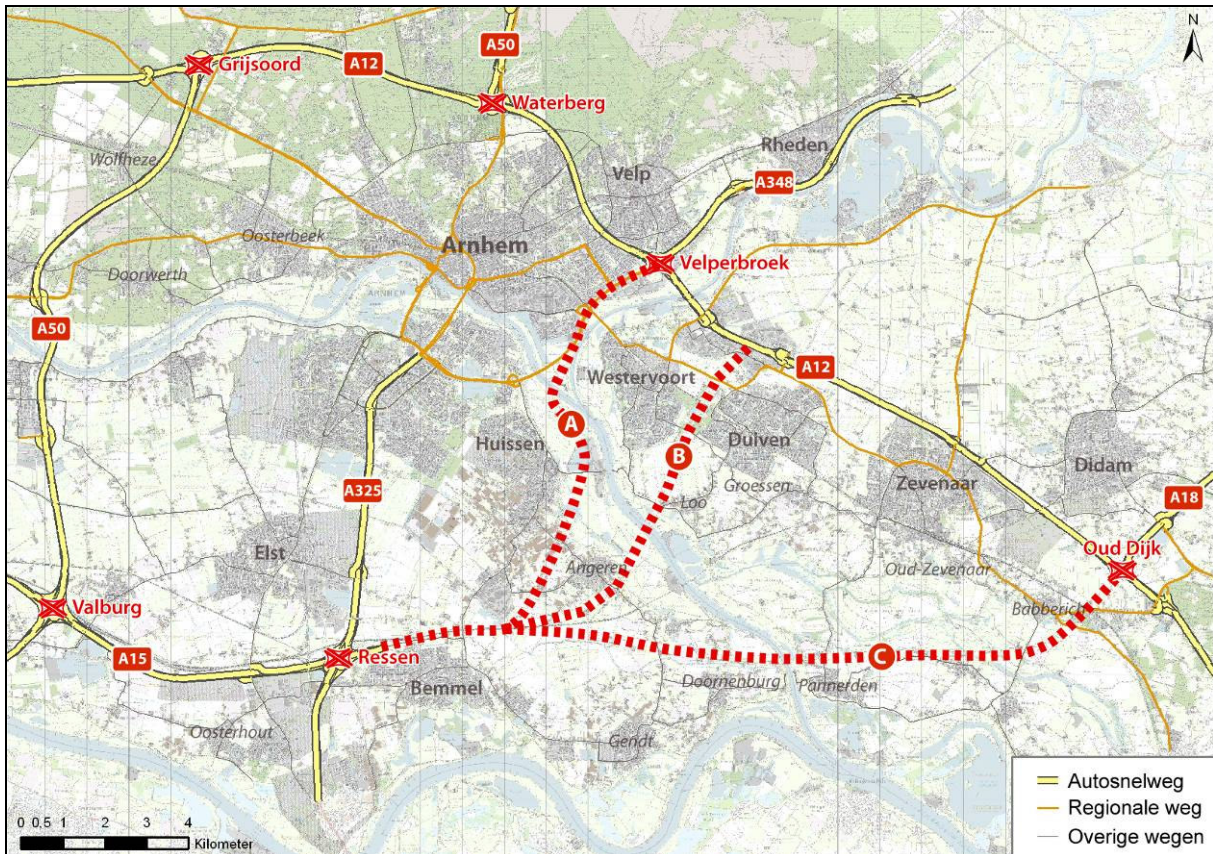 N
A50
Grijsoord
A12
Waterberg
Rheden
Wolfheze
Velp
A348
Oosterbeek
Arnhem
Velperbroek
Doorwerth
ARNHEM
A50
Westervoort
A12
A
Huissen
Duiven
B
Didam
Zevenaar
Groessen
A325
A18
Loo
Elst
Oud Dijk
Angeren
Oud-Zevenaar
Valburg
Babberich
A15
Ressen
C
Bemmel
Doornenburg
Pannerden
Oosterhout
Gendt
Autosnelweg
Regionale weg
Overige wegen
0 0,5 1 2 3 4
Kilometer